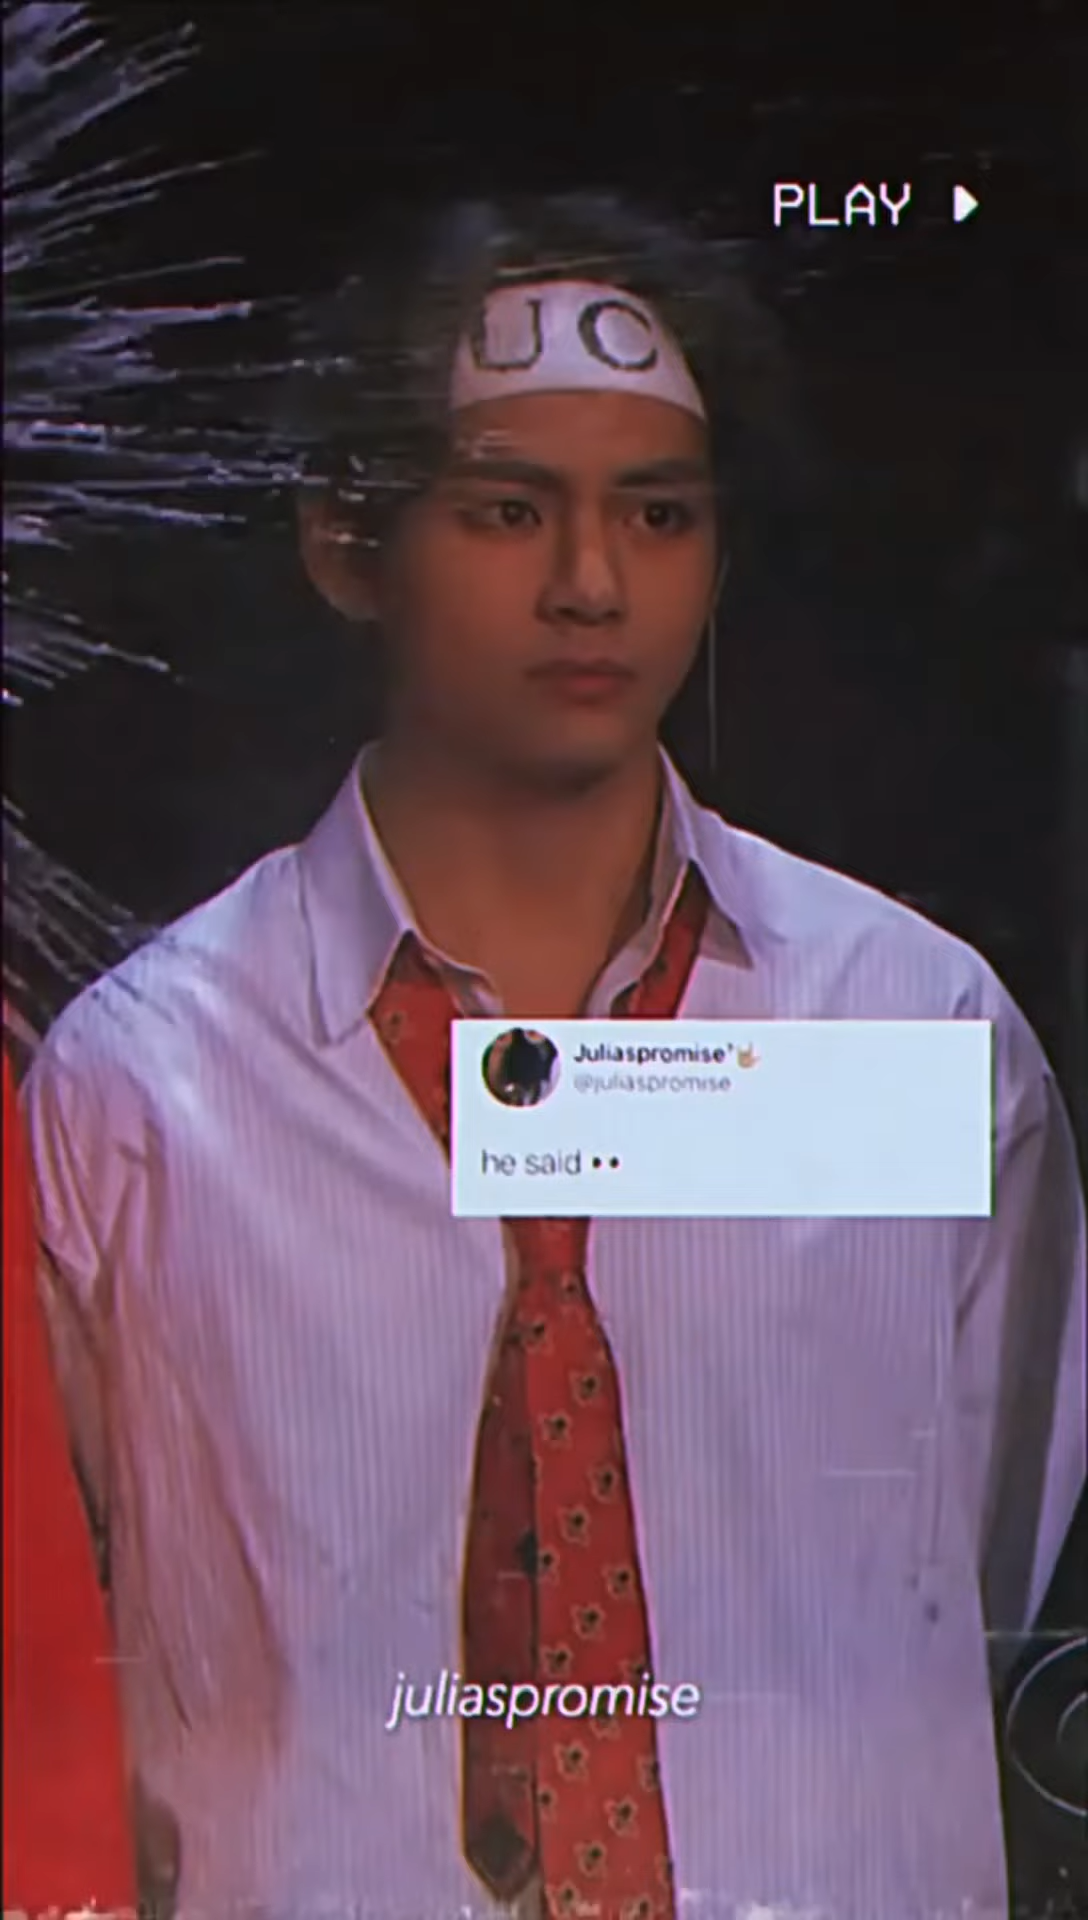 PLAY
UC
Juliaspromise' 🤟🏼
@juliaspromise
he said ••
juliaspromise